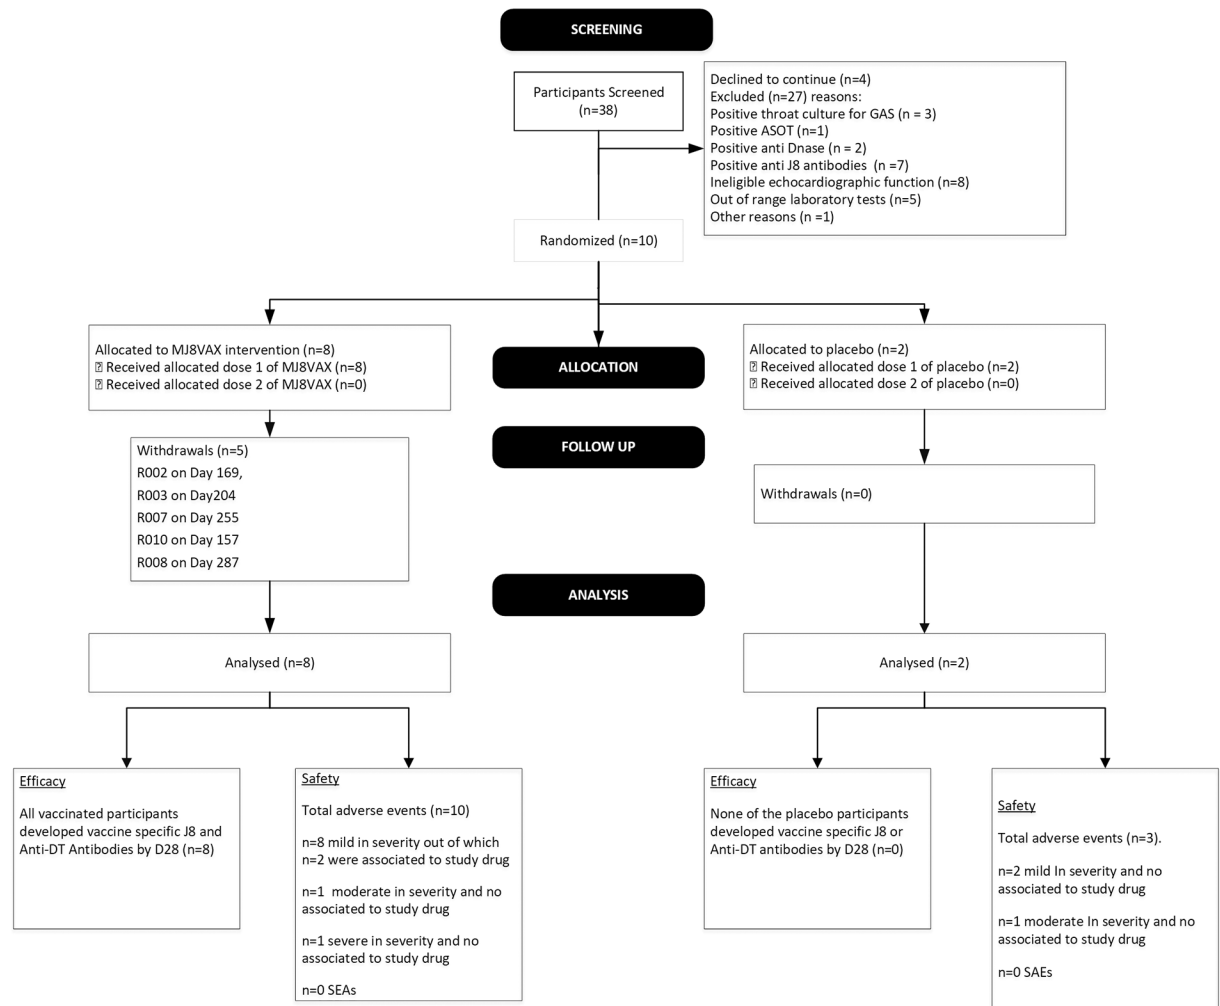 SCREENING
Participants Screened
(n=38)
Declined to continue (n=4)
Excluded (n=27) reasons:
Positive throat culture for GAS (n = 3)
Positive ASOT (n=1)
Positive anti Dnase (n = 2)
Positive anti J8 antibodies (n =7)
Ineligible echocardiographic function (n=8)
Out of range laboratory tests (n=5)
Other reasons (n =1)
Randomized (n=10)
Allocated to MJ8VAX intervention (n=8)
⍰ Received allocated dose 1 of MJ8VAX (n=8)
⍰ Received allocated dose 2 of MJ8VAX (n=0)
ALLOCATION
Allocated to placebo (n=2)
⍰ Received allocated dose 1 of placebo (n=2)
⍰ Received allocated dose 2 of placebo (n=0)
FOLLOW UP
Withdrawals (n=5)
R002 on Day 169,
R003 on Day204
R007 on Day 255
R010 on Day 157
R008 on Day 287
Withdrawals (n=0)
ANALYSIS
Analysed (n=8)
Analysed (n=2)
Efficacy
All vaccinated participants
developed vaccine specific J8 and
Anti-DT Antibodies by D28 (n=8)
Safety
Total adverse events (n=10)
n=8 mild in severity out of which
n=2 were associated to study drug
n=1 moderate in severity and no
associated to study drug
n=1 severe in severity and no
associated to study drug
n=0 SEAs
Efficacy
None of the placebo participants
developed vaccine specific J8 or
Anti-DT antibodies by D28 (n=0)
Safety
Total adverse events (n=3).
n=2 mild In severity and no
associated to study drug
n=1 moderate In severity and no
associated to study drug
n=0 SAEs